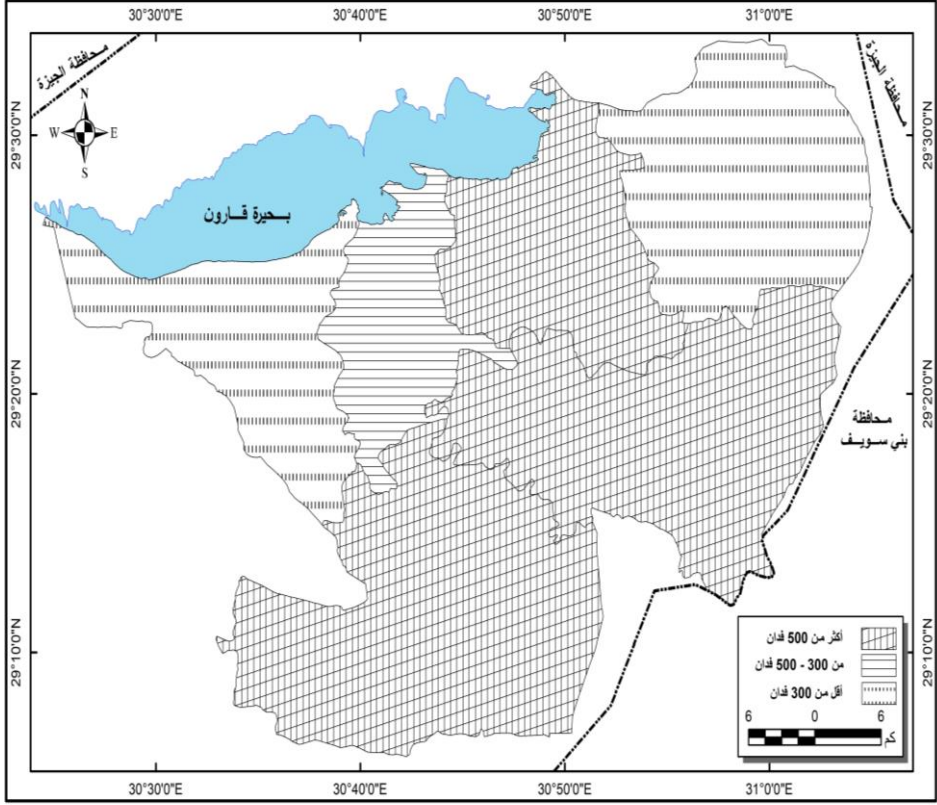 30°30'0"E 30°40'0"E 30°50'0"E 31°0'0"E
محافظة الجيزة
محافظة الجيزة
N
W E
S
29°30'0"N 29°30'0"N
بحيرة قارون
29°20'0"N 29°20'0"N
محافظة
بني سويف
29°10'0"N 29°10'0"N
أكثر من 500 فدان
من 300 - 500 فدان
أقل من 300 فدان
6 0 6
كم
30°30'0"E 30°40'0"E 30°50'0"E 31°0'0"E